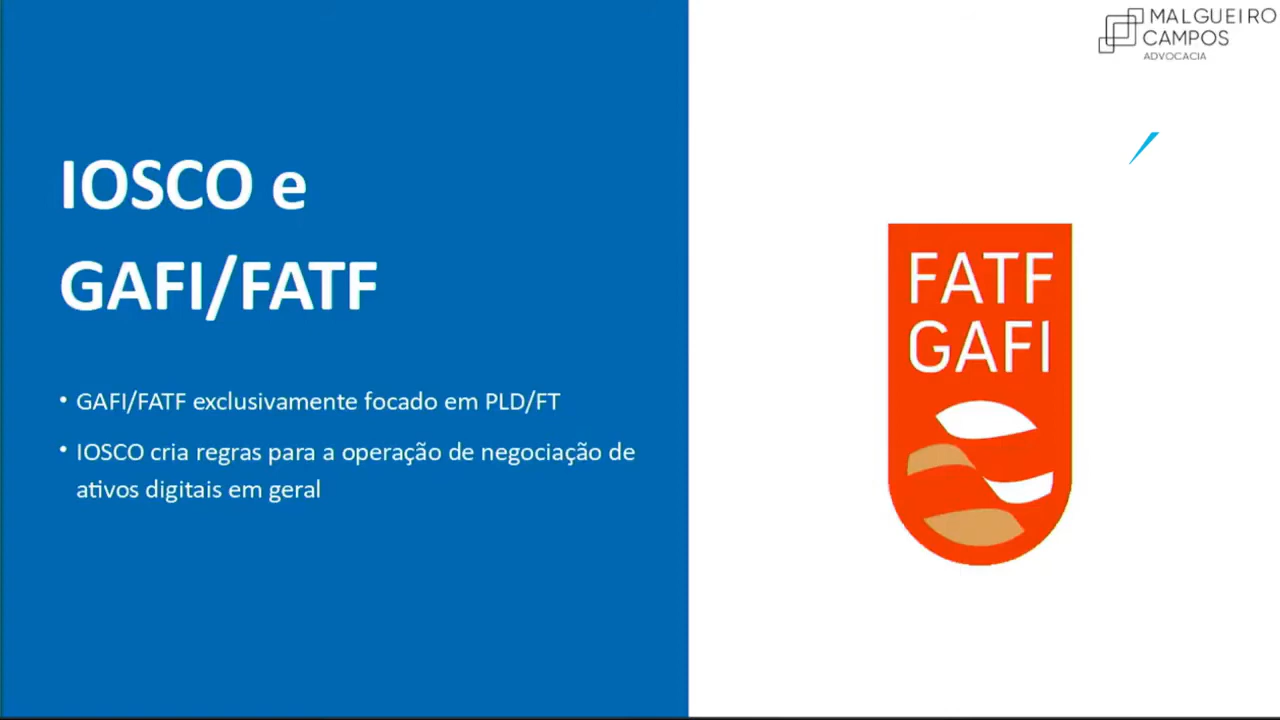 MALGUEIRO
CAMPOS
ADVOCACIA
IOSCO e
GAFI/FATF
• GAFI/FATF exclusivamente focado em PLD/FT
• IOSCO cria regras para a operação de negociação de
ativos digitais em geral
FATF
GAFI